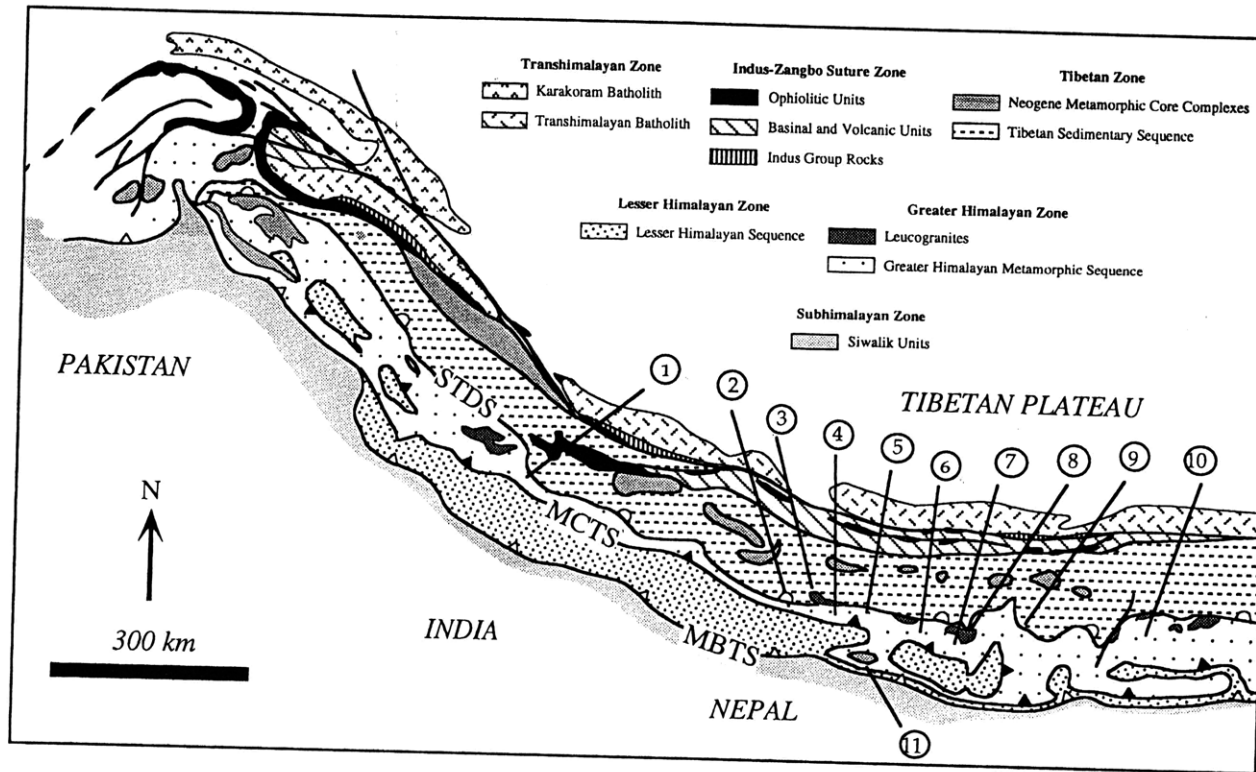 Transhimalayan Zone
Karakoram Batholith
Transhimalayan Batholith
Indus-Zangbo Suture Zone
Ophiolitic Units
Basinal and Volcanic Units
Indus Group Rocks
Tibetan Zone
Neogene Metamorphic Core Complexes
Tibetan Sedimentary Sequence
Lesser Himalayan Zone
Lesser Himalayan Sequence
Greater Himalayan Zone
Leucogranites
Greater Himalayan Metamorphic Sequence
Subhimalayan Zone
Siwalik Units
PAKISTAN
TIBETAN PLATEAU
STDS
1
2
3
4
5
6
7
8
9
10
N
MCTS
INDIA
MBTS
300 km
NEPAL
11